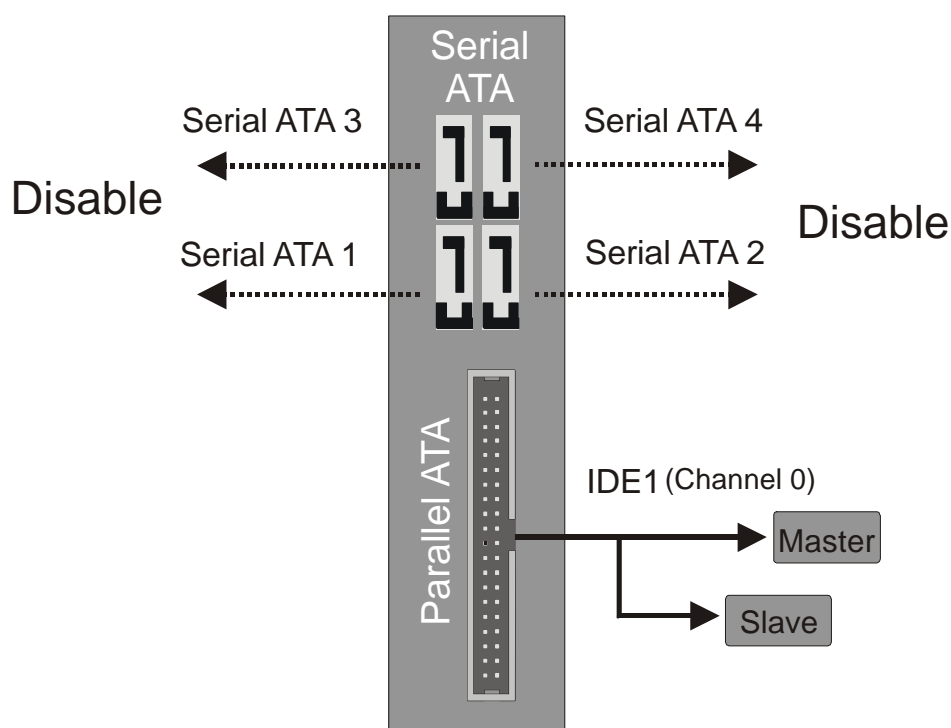 Serial
ATA
Serial ATA 3
Serial ATA 4
Disable
Disable
Serial ATA 1
Serial ATA 2
Parallel ATA
IDE1 (Channel 0)
Master
Slave